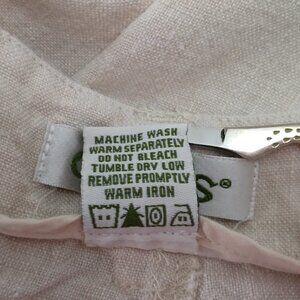 MACHINE WASH
WARM SEPARATELY
DO NOT BLEACH
TUMBLE DRY LOW
REMOVE PROMPTLY
WARM IRON